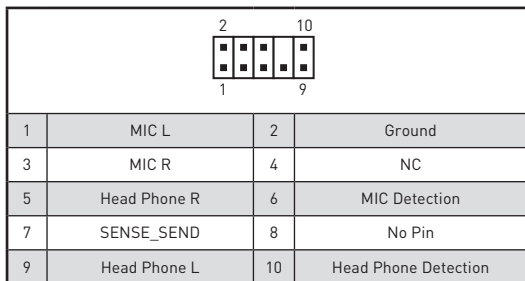 2 10
1 9
1 MIC L 2 Ground
3 MIC R 4 NC
5 Head Phone R 6 MIC Detection
7 SENSE_SEND 8 No Pin
9 Head Phone L 10 Head Phone Detection